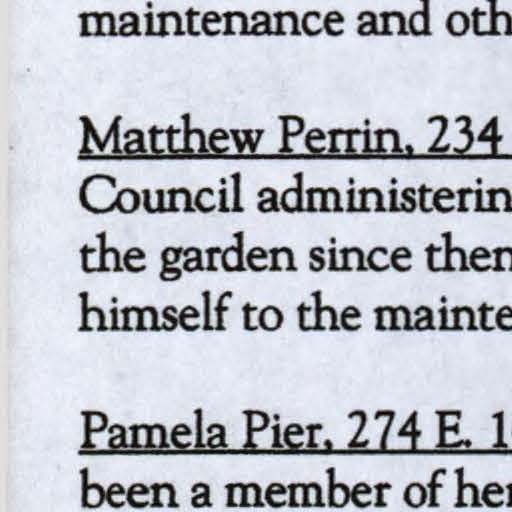 maintenance and oth
Matthew Perrin, 234
Council administerin
the garden since then
himself to the mainte
Pamela Pier, 274 E. 1
been a member of her